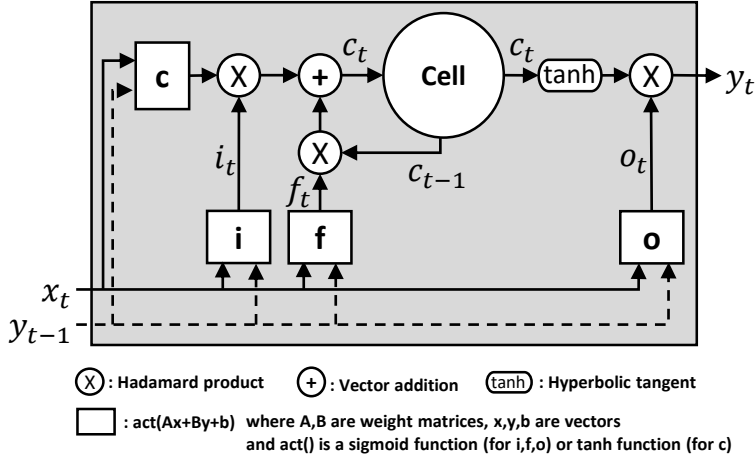 c X + c_t Cell c_t tanh X y_t
X
i_t f_t c_{t-1} o_t
i f o
x_t
y_{t-1}
X : Hadamard product + : Vector addition tanh : Hyperbolic tangent
: act(Ax+By+b) where A,B are weight matrices, x,y,b are vectors
and act() is a sigmoid function (for i,f,o) or tanh function (for c)